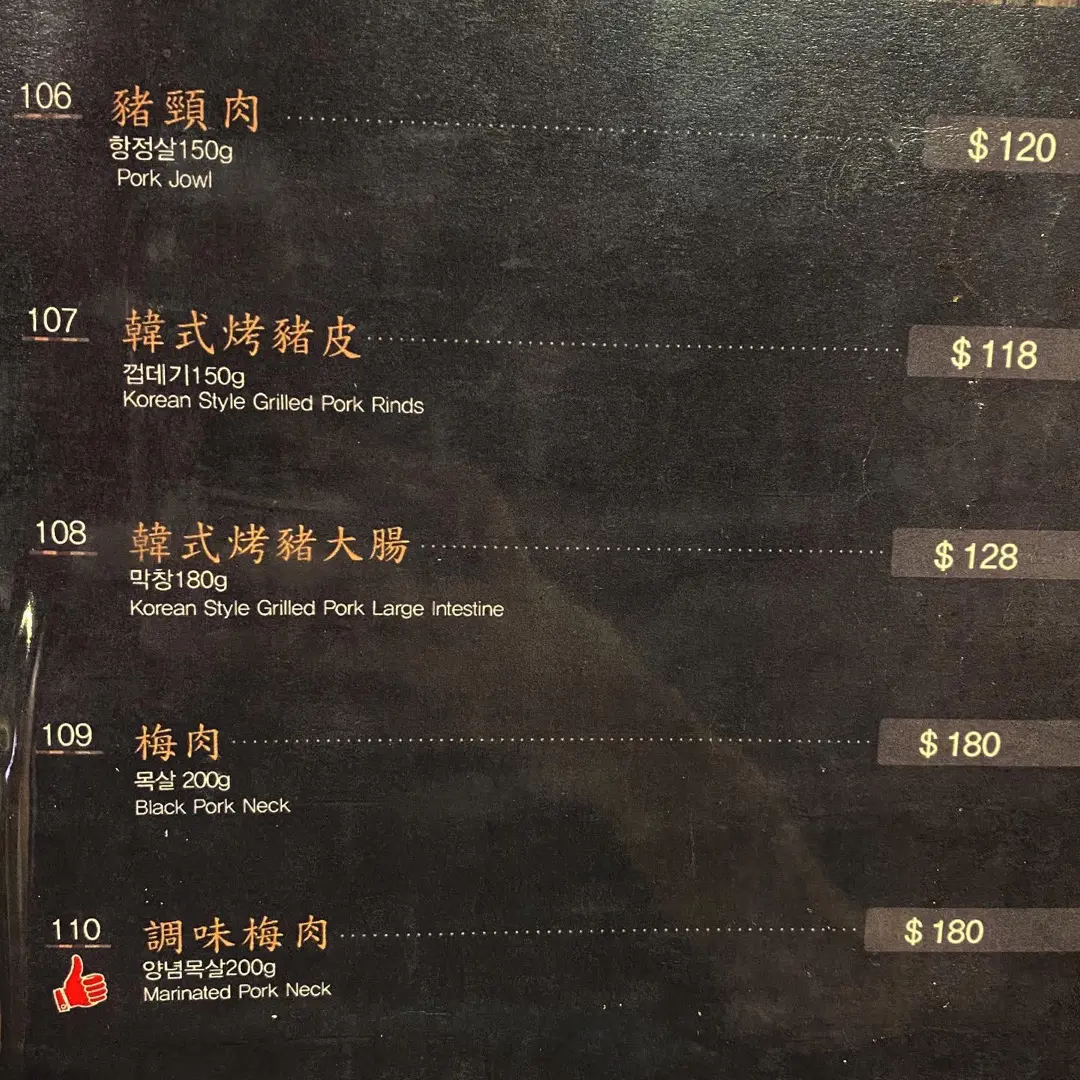 106 豬頸肉 $120
항정살150g
Pork Jowl
107 韓式烤豬皮 $118
껍데기150g
Korean Style Grilled Pork Rinds
108 韓式烤豬大腸 $128
막창180g
Korean Style Grilled Pork Large Intestine
109 梅肉 $180
목살 200g
Black Pork Neck
110 調味梅肉 $180
양념목살200g
Marinated Pork Neck